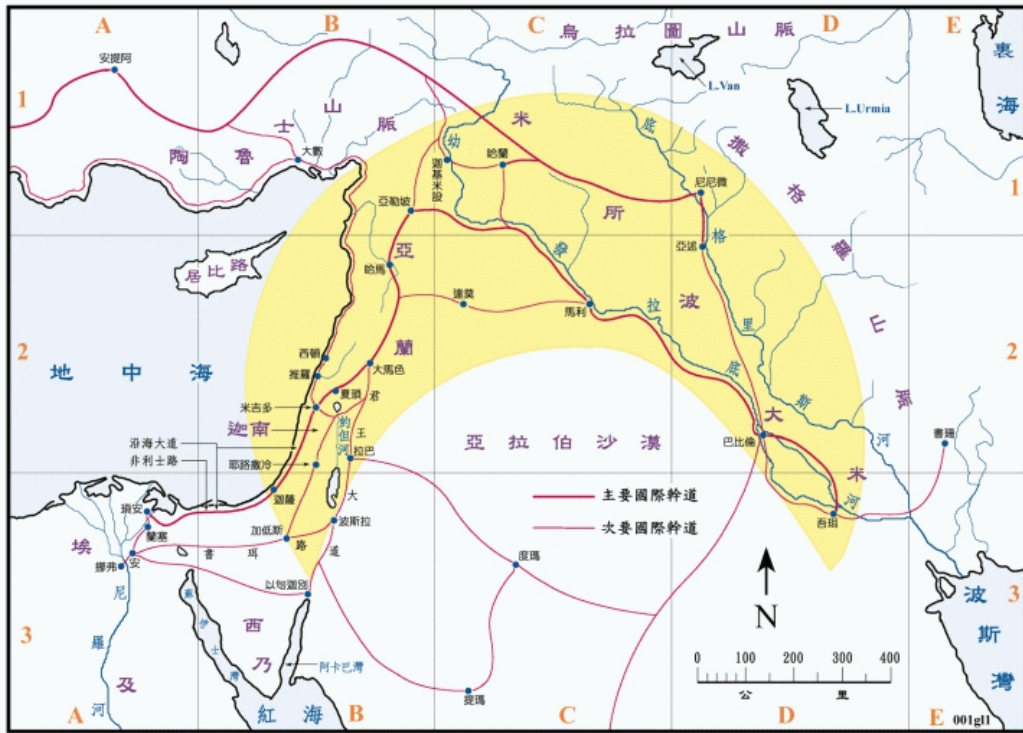 A B C D E
烏拉圖山脈
裏海
安提阿
L.Van
L.Urmia
1
陶魯士山脈
大數
幼發拉底河
米所波大米
底格里斯河
撒格羅山脈
迦基米設
哈蘭
尼尼微
1
亞勒坡
亞述
居比路
哈馬
亞蘭
達莫
馬利
2
地中海
西頓
推羅
大馬色
夏瑣
米吉多
迦南
約但河
君王大道
亞拉伯沙漠
巴比倫
書珊
2
沿海大道
非利士路
耶路撒冷
拉巴
迦薩
主要國際幹道
次要國際幹道
瑣安
蘭塞
加低斯
波斯拉
吾珥
埃及
挪弗
安
書珥路
以旬迦別
度瑪
N
波斯灣
3
尼羅河
蘇伊士灣
西乃
阿卡巴灣
提瑪
0 100 200 300 400
公里
3
紅海
A B C D E
001gII